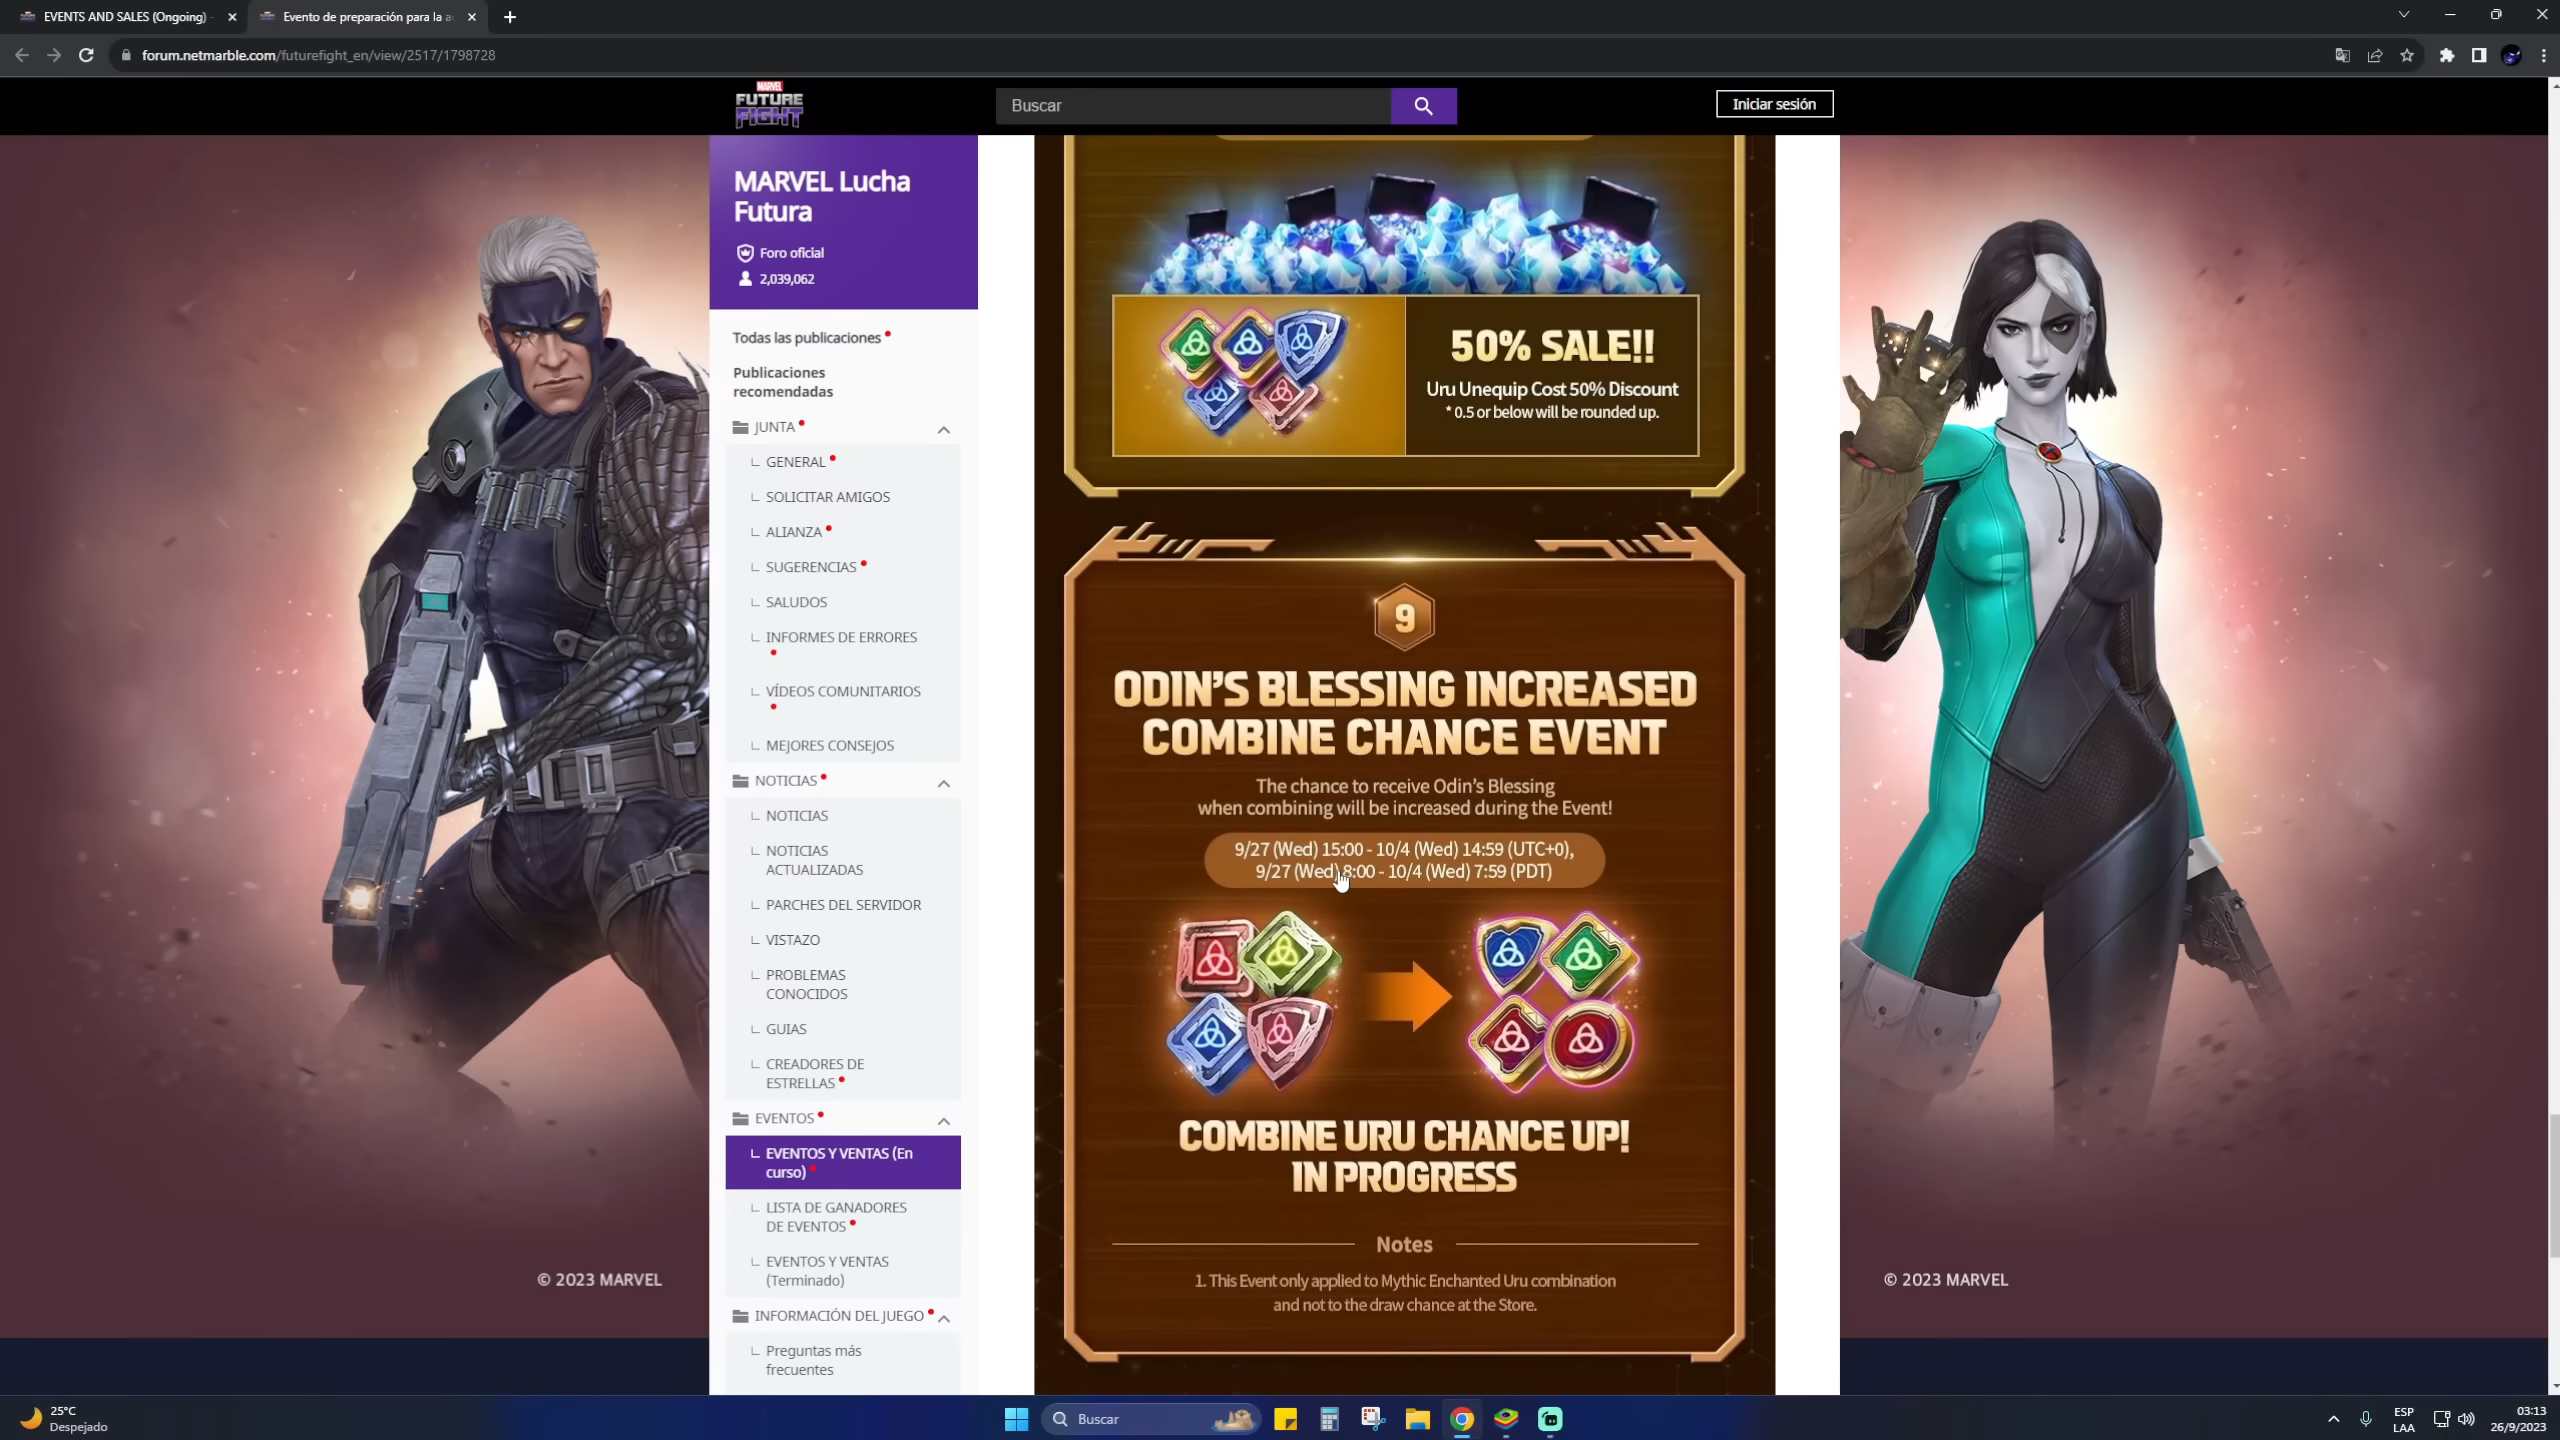 EVENTS AND SALES (Ongoing)
Evento de preparación para la a
forum.netmarble.com/futurefight_en/view/2517/1798728
MARVEL
FUTURE
FIGHT
Buscar
Iniciar sesión
MARVEL Lucha
Futura
Foro oficial
2,039,062
Todas las publicaciones
Publicaciones
recomendadas
JUNTA
GENERAL
SOLICITAR AMIGOS
ALIANZA
SUGERENCIAS
SALUDOS
INFORMES DE ERRORES
VÍDEOS COMUNITARIOS
MEJORES CONSEJOS
NOTICIAS
NOTICIAS
NOTICIAS
ACTUALIZADAS
PARCHES DEL SERVIDOR
VISTAZO
PROBLEMAS
CONOCIDOS
GUIAS
CREADORES DE
ESTRELLAS
EVENTOS
EVENTOS Y VENTAS (En
curso)
LISTA DE GANADORES
DE EVENTOS
EVENTOS Y VENTAS
(Terminado)
INFORMACIÓN DEL JUEGO
Preguntas más
frecuentes
50% SALE!!
Uru Unequip Cost 50% Discount
* 0.5 or below will be rounded up.
9
ODIN'S BLESSING INCREASED
COMBINE CHANCE EVENT
The chance to receive Odin's Blessing
when combining will be increased during the Event!
9/27 (Wed) 15:00 - 10/4 (Wed) 14:59 (UTC+0),
9/27 (Wed) 8:00 - 10/4 (Wed) 7:59 (PDT)
COMBINE URU CHANCE UP!
IN PROGRESS
Notes
1. This Event only applied to Mythic Enchanted Uru combination
and not to the draw chance at the Store.
© 2023 MARVEL
© 2023 MARVEL
25°C
Despejado
Buscar
ESP
LAA
03:13
26/9/2023